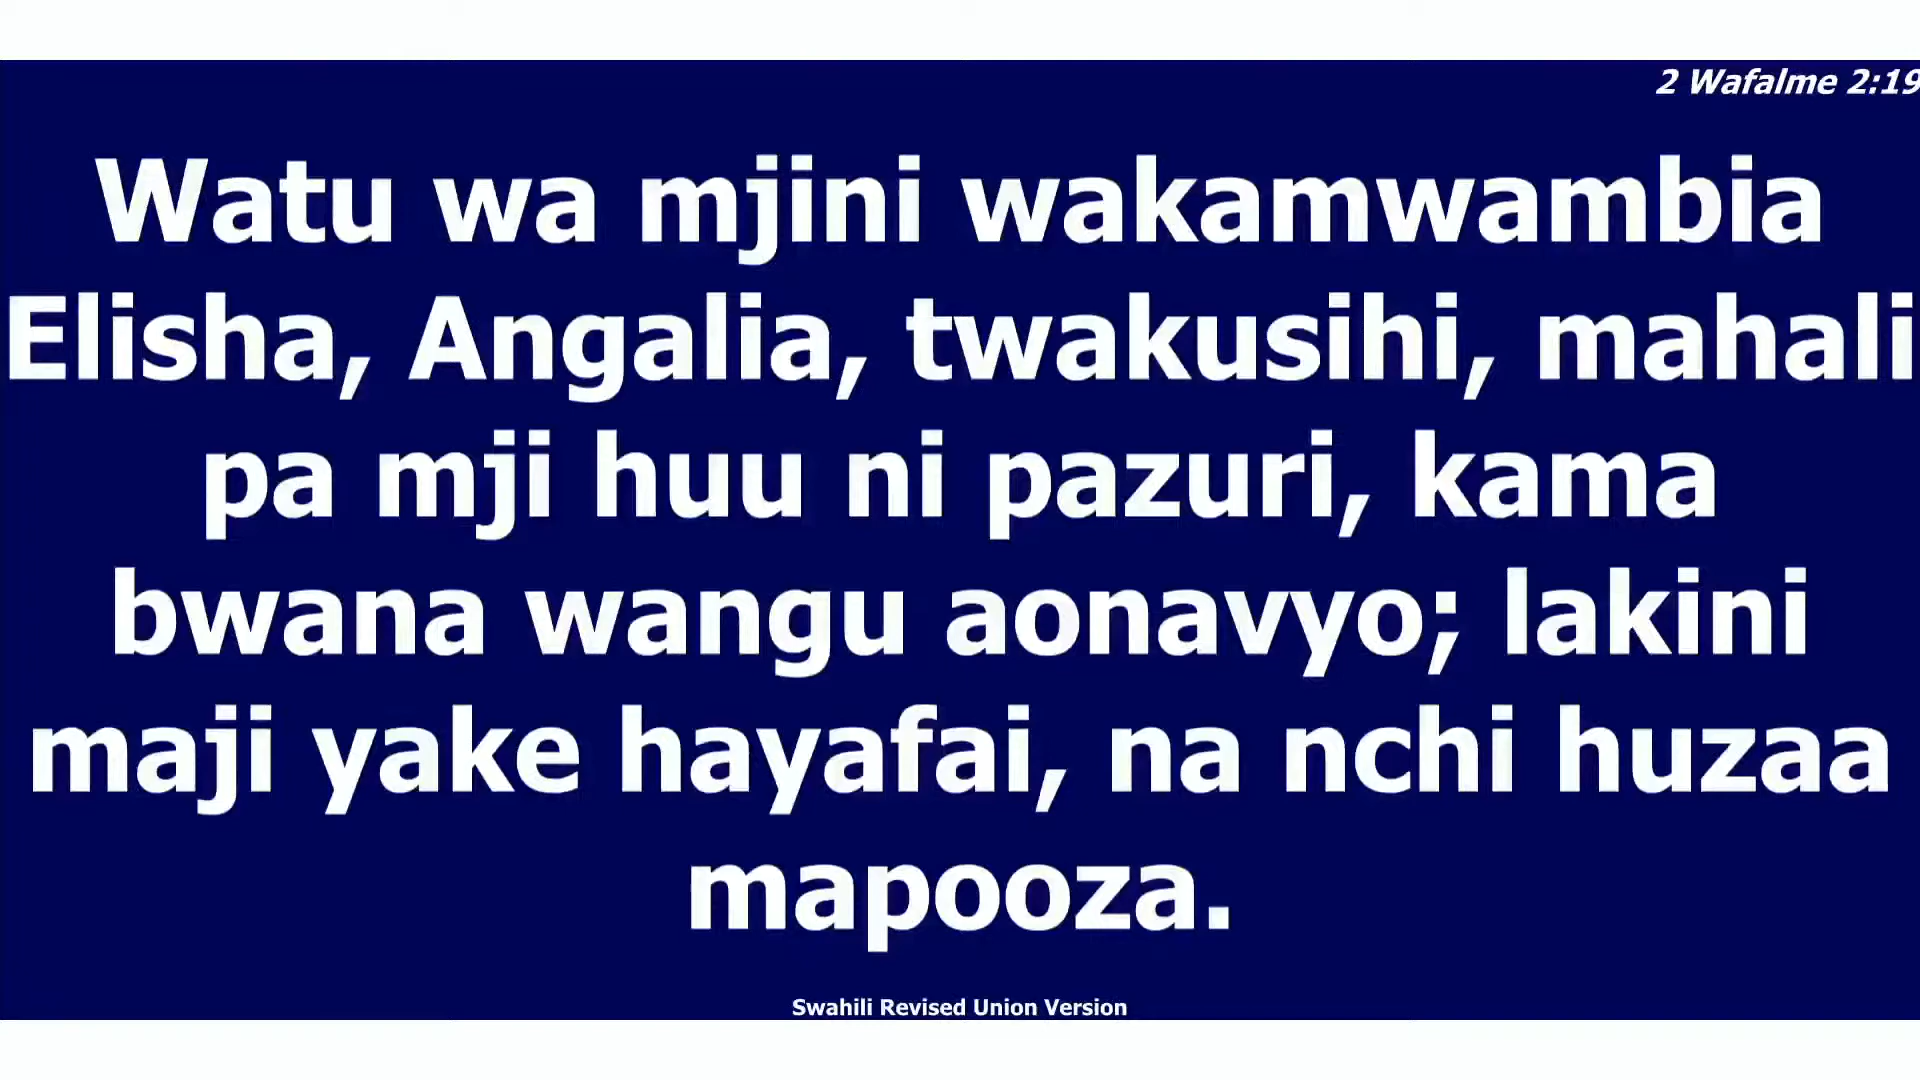 2 Wafalme 2:19
Watu wa mjini wakamwambia
Elisha, Angalia, twakusihi, mahali
pa mji huu ni pazuri, kama
bwana wangu aonavyo; lakini
maji yake hayafai, na nchi huzaa
mapooza.
Swahili Revised Union Version